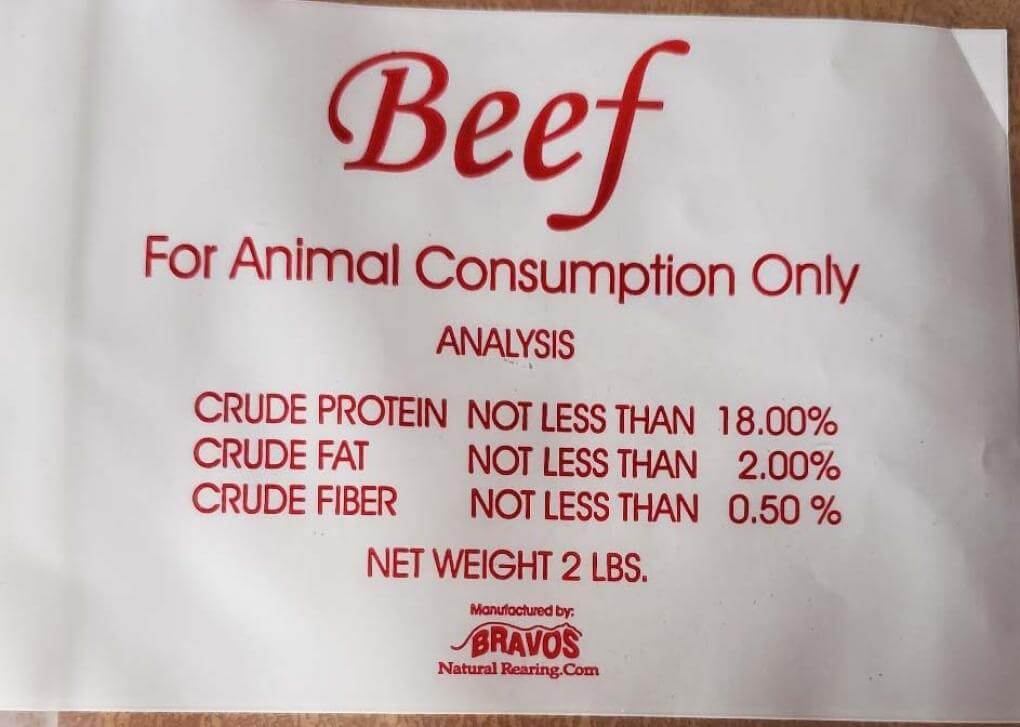 Beef
For Animal Consumption Only
ANALYSIS
CRUDE PROTEIN NOT LESS THAN 18.00%
CRUDE FAT NOT LESS THAN 2.00%
CRUDE FIBER NOT LESS THAN 0.50 %
NET WEIGHT 2 LBS.
Manufactured by:
BRAVO'S
Natural Rearing.Com